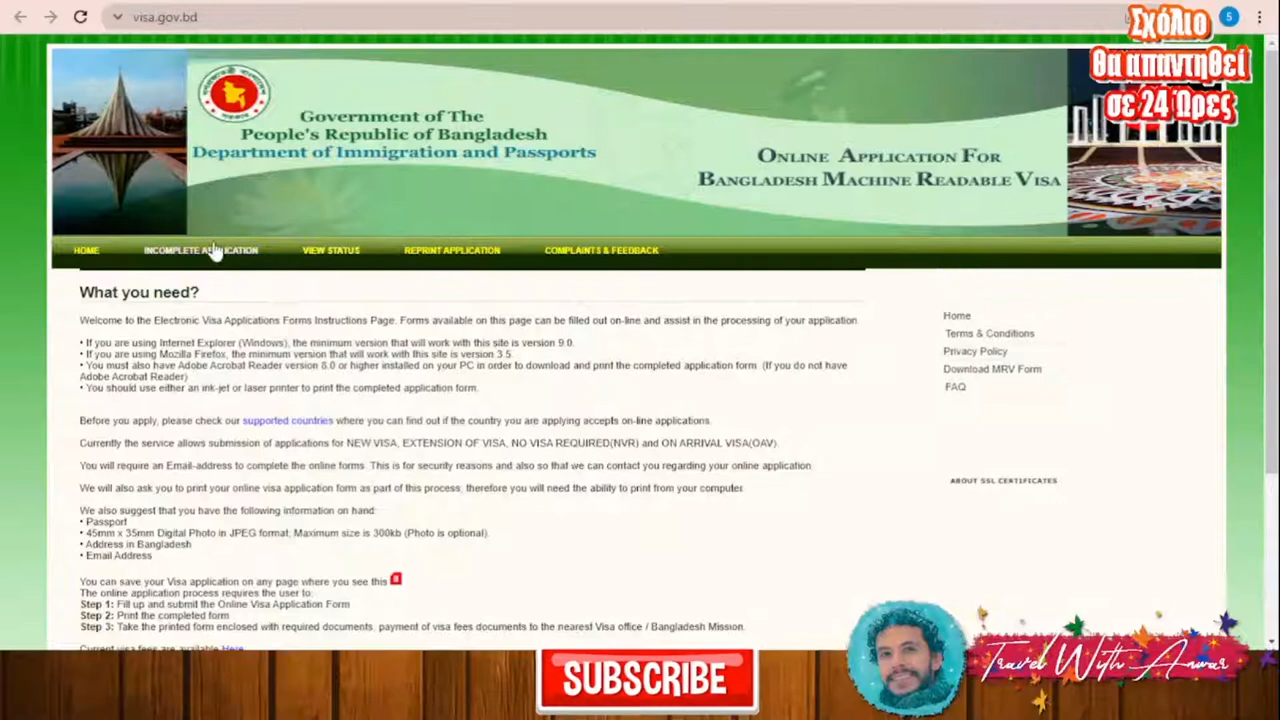 visa.gov.bd
5
Σχόλιο
θα απαντηθεί
σε 24 Ώρες
Government of The
People's Republic of Bangladesh
Department of Immigration and Passports
ONLINE APPLICATION FOR
BANGLADESH MACHINE READABLE VISA
HOME INCOMPLETE APPLICATION VIEW STATUS REPRINT APPLICATION COMPLAINTS & FEEDBACK
What you need?
Welcome to the Electronic Visa Applications Forms Instructions Page. Forms available on this page can be filled out on-line and assist in the processing of your application.
• If you are using Internet Explorer (Windows), the minimum version that will work with this site is version 9.0.
• If you are using Mozilla Firefox, the minimum version that will work with this site is version 3.5.
• You must also have Adobe Acrobat Reader version 8.0 or higher installed on your PC in order to download and print the completed application form. (If you do not have
Adobe Acrobat Reader)
• You should use either an ink-jet or laser printer to print the completed application form.
Before you apply, please check our supported countries where you can find out if the country you are applying accepts on-line applications.
Currently the service allows submission of applications for NEW VISA, EXTENSION OF VISA, NO VISA REQUIRED(NVR) and ON ARRIVAL VISA(OAV).
You will require an Email-address to complete the online forms. This is for security reasons and also so that we can contact you regarding your online application.
We will also ask you to print your online visa application form as part of this process, therefore you will need the ability to print from your computer.
We also suggest that you have the following information on hand:
• Passport
• 45mm x 35mm Digital Photo in JPEG format; Maximum size is 300kb (Photo is optional).
• Address in Bangladesh
• Email Address
You can save your Visa application on any page where you see this
The online application process requires the user to:
Step 1: Fill up and submit the Online Visa Application Form
Step 2: Print the completed form
Step 3: Take the printed form enclosed with required documents, payment of visa fees documents to the nearest Visa office / Bangladesh Mission.
Current visa fees are available Here
Home
Terms & Conditions
Privacy Policy
Download MRV Form
FAQ
ABOUT SSL CERTIFICATES
SUBSCRIBE
Travel With Anwar